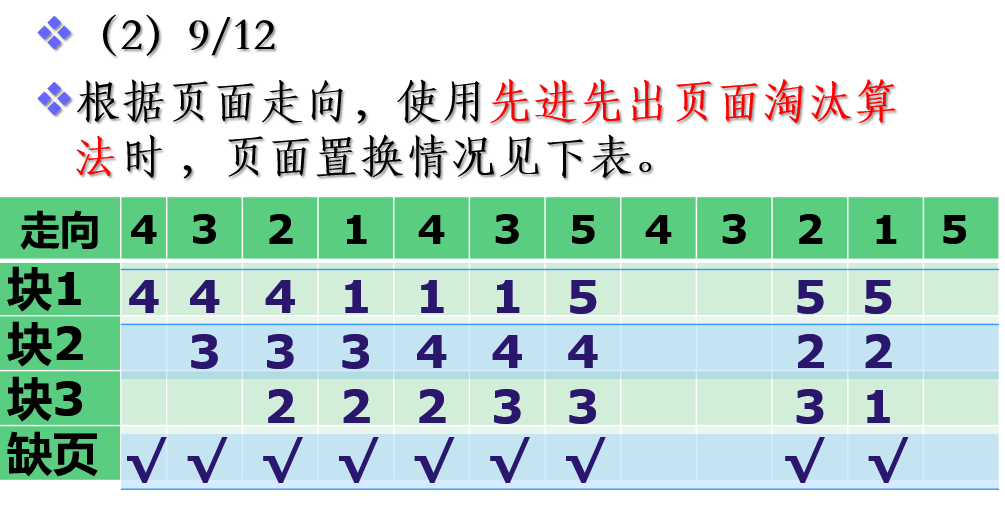 （2）9/12
根据页面走向，使用先进先出页面淘汰算
法时，页面置换情况见下表。
走向 4 3 2 1 4 3 5 4 3 2 1 5
块1 4 4 4 1 1 1 5 5 5
块2 3 3 3 4 4 4 2 2
块3 2 2 2 3 3 3 1
缺页 √ √ √ √ √ √ √ √ √